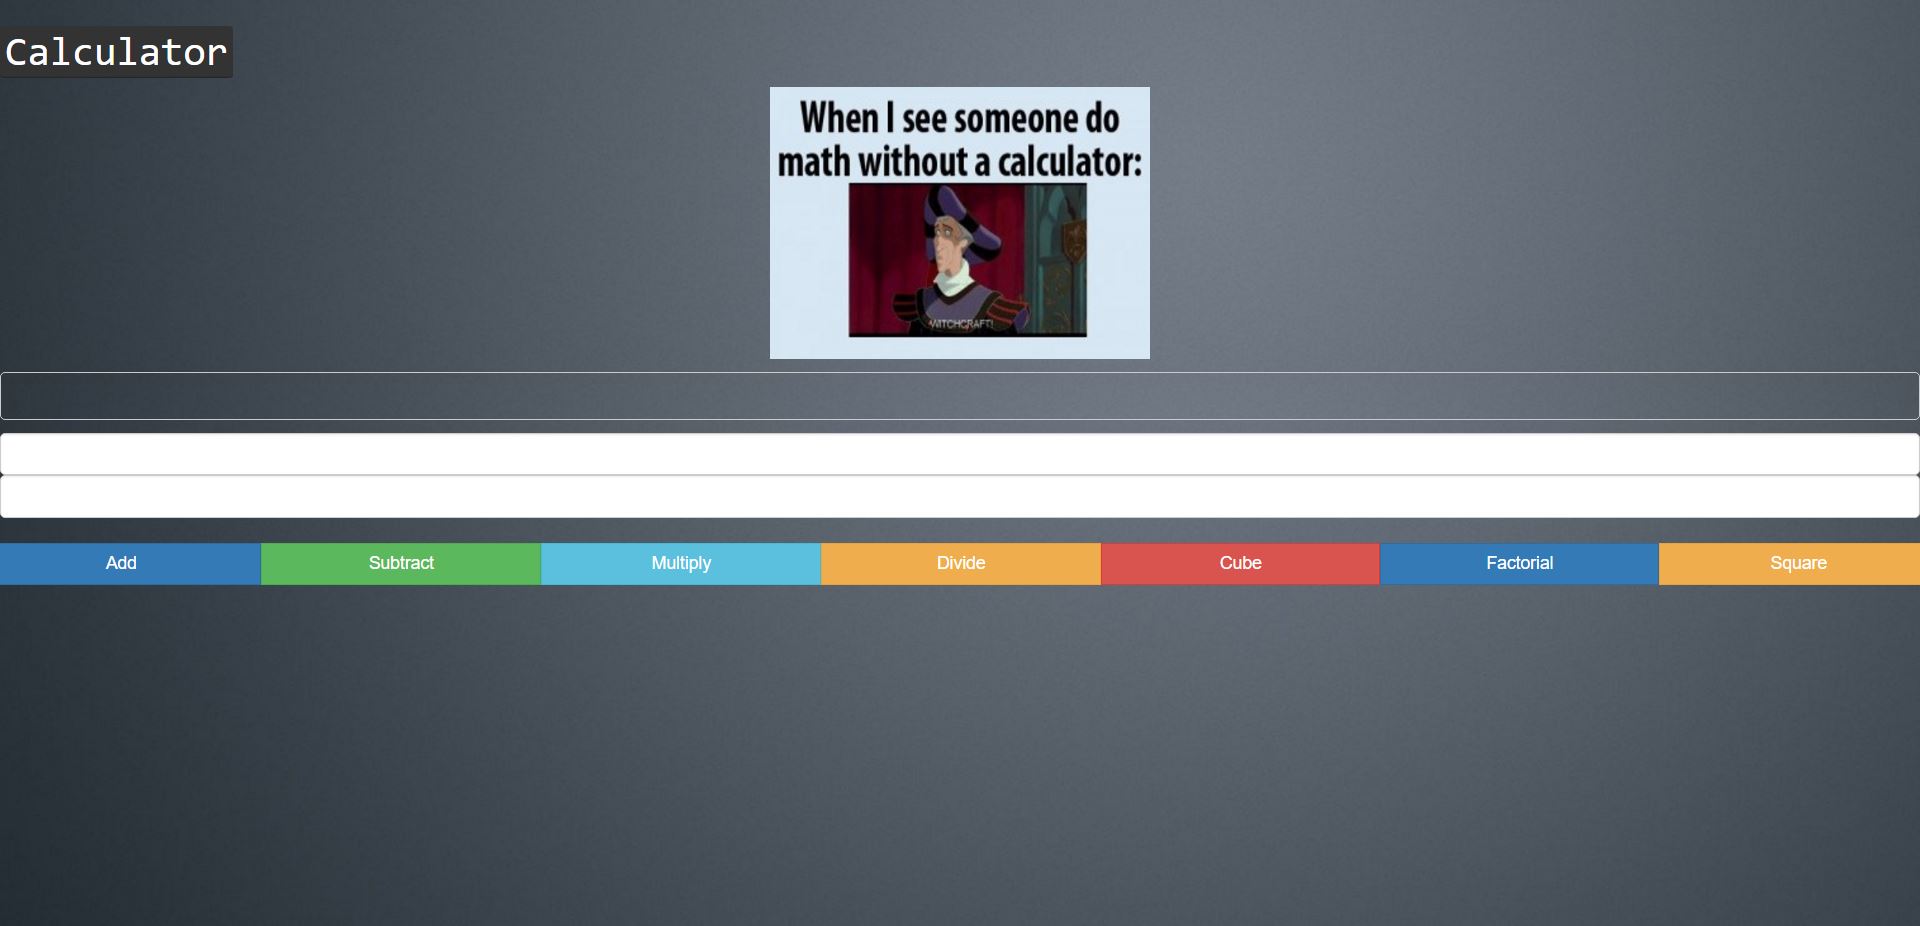 Calculator
When I see someone do
math without a calculator:
WITCHCRAFT!
Add
Subtract
Multiply
Divide
Cube
Factorial
Square